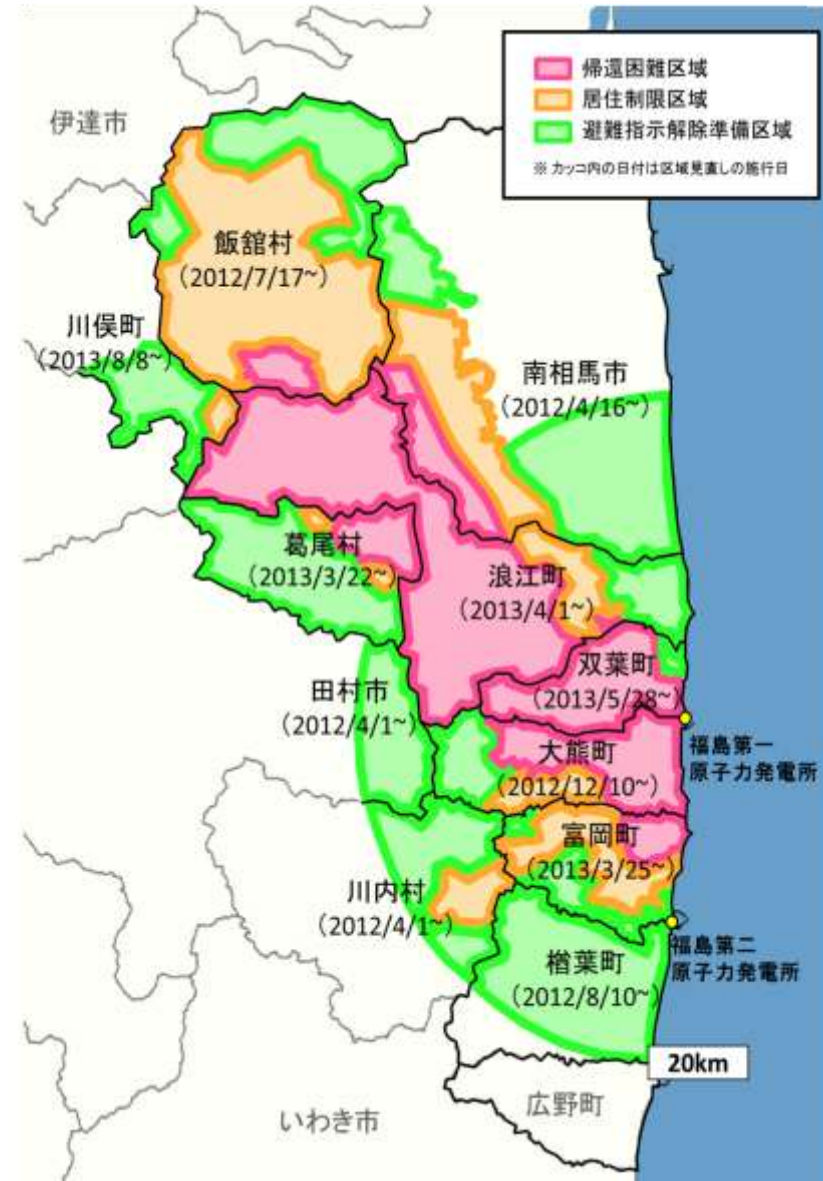 帰還困難区域
居住制限区域
避難指示解除準備区域
※ カッコ内の日付は区域見直しの施行日
伊達市
飯舘村
(2012/7/17~)
川俣町
(2013/8/8~)
南相馬市
(2012/4/16~)
葛尾村
(2013/3/22~)
浪江町
(2013/4/1~)
双葉町
(2013/5/28~)
田村市
(2012/4/1~)
福島第一
原子力発電所
大熊町
(2012/12/10~)
富岡町
(2013/3/25~)
川内村
(2012/4/1~)
福島第二
原子力発電所
楢葉町
(2012/8/10~)
20km
広野町
いわき市